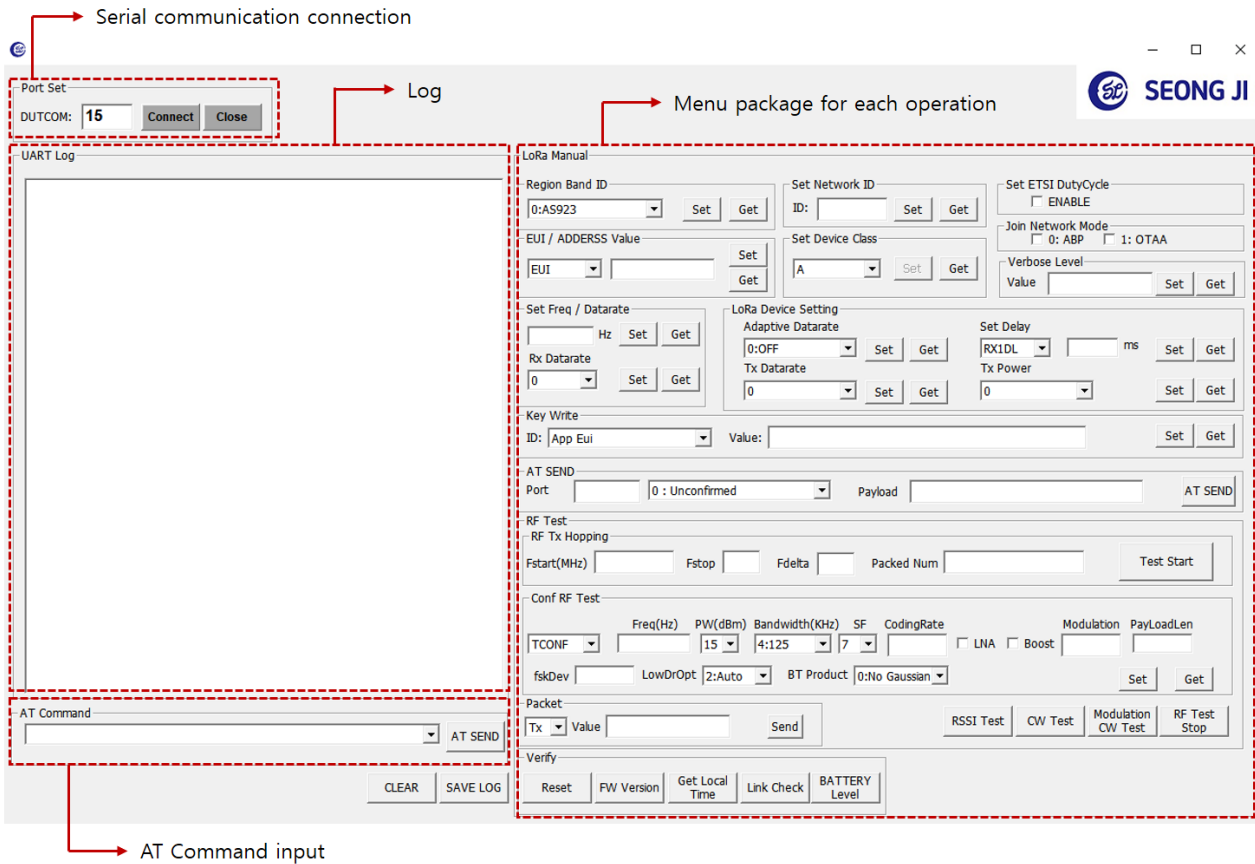 Serial communication connection
Port Set
DUTCOM: 15 Connect Close
Log
Menu package for each operation
SEONG JI
UART Log
LoRa Manual
Region Band ID
0:AS923 Set Get
Set Network ID
ID: Set Get
Set ETSI DutyCycle
ENABLE
Join Network Mode
0: ABP 1: OTAA
EUI / ADDERSS Value
EUI Set
Get
Set Device Class
A Set Get
Verbose Level
Value Set Get
Set Freq / Datarate
Hz Set Get
Rx Datarate
0 Set Get
LoRa Device Setting
Adaptive Datarate
0:OFF Set Get
Set Delay
RX1DL ms Set Get
Tx Datarate
0 Set Get
Tx Power
0 Set Get
Key Write
ID: App Eui Value: Set Get
AT SEND
Port 0 : Unconfirmed Payload AT SEND
RF Test
RF Tx Hopping
Fstart(MHz) Fstop Fdelta Packed Num Test Start
Conf RF Test
Freq(Hz) PW(dBm) Bandwidth(KHz) SF CodingRate Modulation PayLoadLen
TCONF 15 4:125 7 LNA Boost
fskDev LowDrOpt 2:Auto BT Product 0:No Gaussian Set Get
Packet
Tx Value Send
RSSI Test CW Test Modulation CW Test RF Test Stop
Verify
Reset FW Version Get Local Time Link Check BATTERY Level
AT Command
AT SEND
CLEAR SAVE LOG
AT Command input